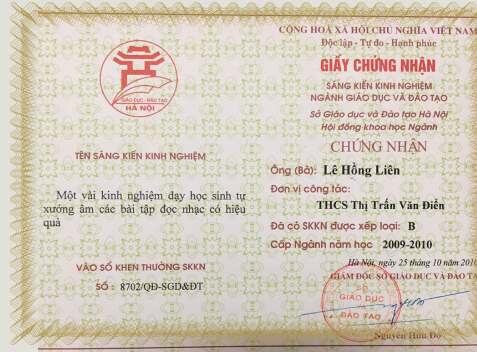 GIÁO DỤC - ĐÀO TẠO
HÀ NỘI
TÊN SÁNG KIẾN KINH NGHIỆM
Một vài kinh nghiệm dạy học sinh tự
xướng âm các bài tập đọc nhạc có hiệu
quả
VÀO SỔ KHEN THƯỞNG SKKN
SỐ : 8702/QĐ-SGD&ĐT
CỘNG HOÀ XÃ HỘI CHỦ NGHĨA VIỆT NAM
Độc lập - Tự do - Hạnh phúc
GIẤY CHỨNG NHẬN
SÁNG KIẾN KINH NGHIỆM
NGÀNH GIÁO DỤC VÀ ĐÀO TẠO
Sở Giáo dục và Đào tạo Hà Nội
Hội đồng khoa học Ngành
CHỨNG NHẬN
Ông (Bà): Lê Hồng Liên
Đơn vị công tác:
THCS Thị Trấn Văn Điển
Đã có SKKN được xếp loại: B
Cấp Ngành năm học 2009-2010
Hà Nội, ngày 25 tháng 10 năm 2010
GIÁM ĐỐC SỞ GIÁO DỤC VÀ ĐÀO TẠ
SỞ
GIÁO DỤC
ĐÀO TẠO
Nguyễn Hữu Độ